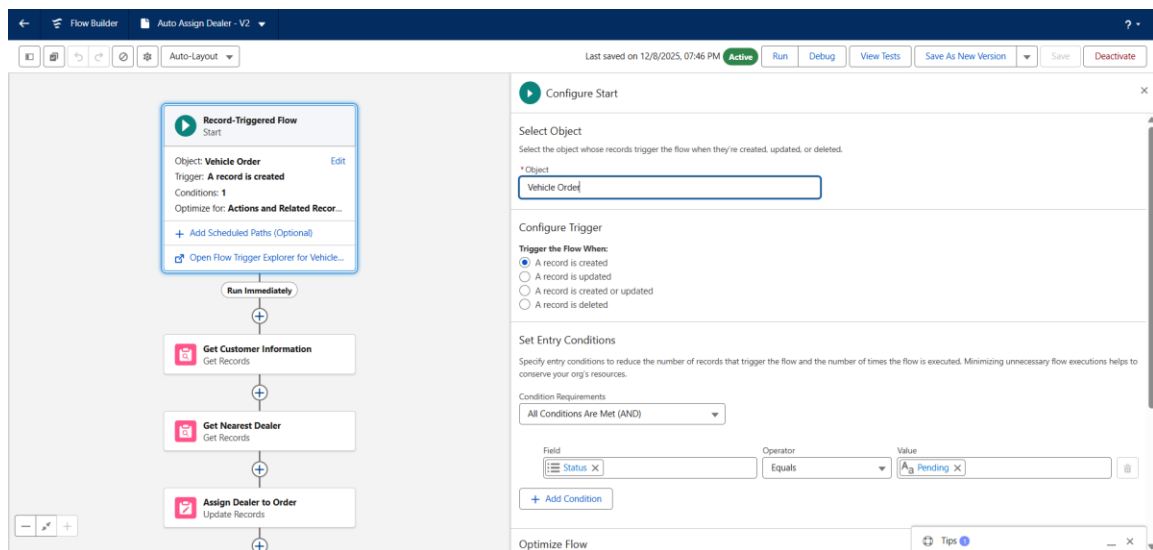 Flow Builder
Auto Assign Dealer - V2
?
Auto-Layout
Last saved on 12/8/2025, 07:46 PM
Active
Run
Debug
View Tests
Save As New Version
Save
Deactivate
Record-Triggered Flow
Start
Object: Vehicle Order
Edit
Trigger: A record is created
Conditions: 1
Optimize for: Actions and Related Recor...
+ Add Scheduled Paths (Optional)
Open Flow Trigger Explorer for Vehicle...
Run Immediately
Get Customer Information
Get Records
Get Nearest Dealer
Get Records
Assign Dealer to Order
Update Records
Configure Start
Select Object
Select the object whose records trigger the flow when they're created, updated, or deleted.
*Object
Vehicle Order
Configure Trigger
Trigger the Flow When:
A record is created
A record is updated
A record is created or updated
A record is deleted
Set Entry Conditions
Specify entry conditions to reduce the number of records that trigger the flow and the number of times the flow is executed. Minimizing unnecessary flow executions helps to
conserve your org's resources.
Condition Requirements
All Conditions Are Met (AND)
Field
Operator
Value
Status
Equals
Aa Pending
+ Add Condition
Optimize Flow
Tips 1